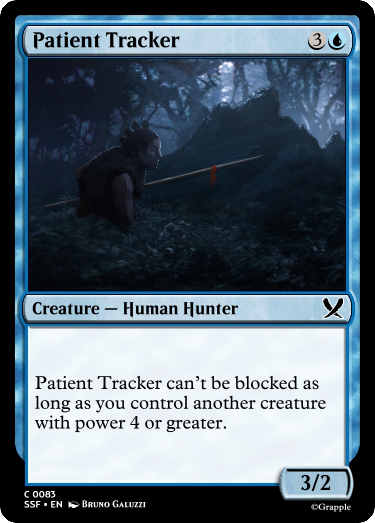 Patient Tracker 3
Creature — Human Hunter
Patient Tracker can't be blocked as
long as you control another creature
with power 4 or greater.
3/2
C 0083
SSF • EN Bruno Galuzzi
©Grapple